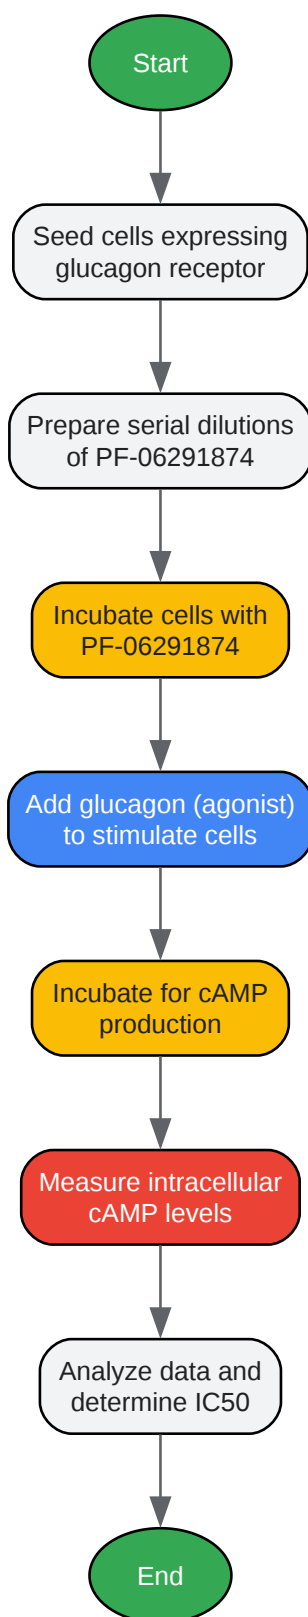 Start
Seed cells expressing
glucagon receptor
Prepare serial dilutions
of PF-06291874
Incubate cells with
PF-06291874
Add glucagon (agonist)
to stimulate cells
Incubate for cAMP
production
Measure intracellular
cAMP levels
Analyze data and
determine IC50
End